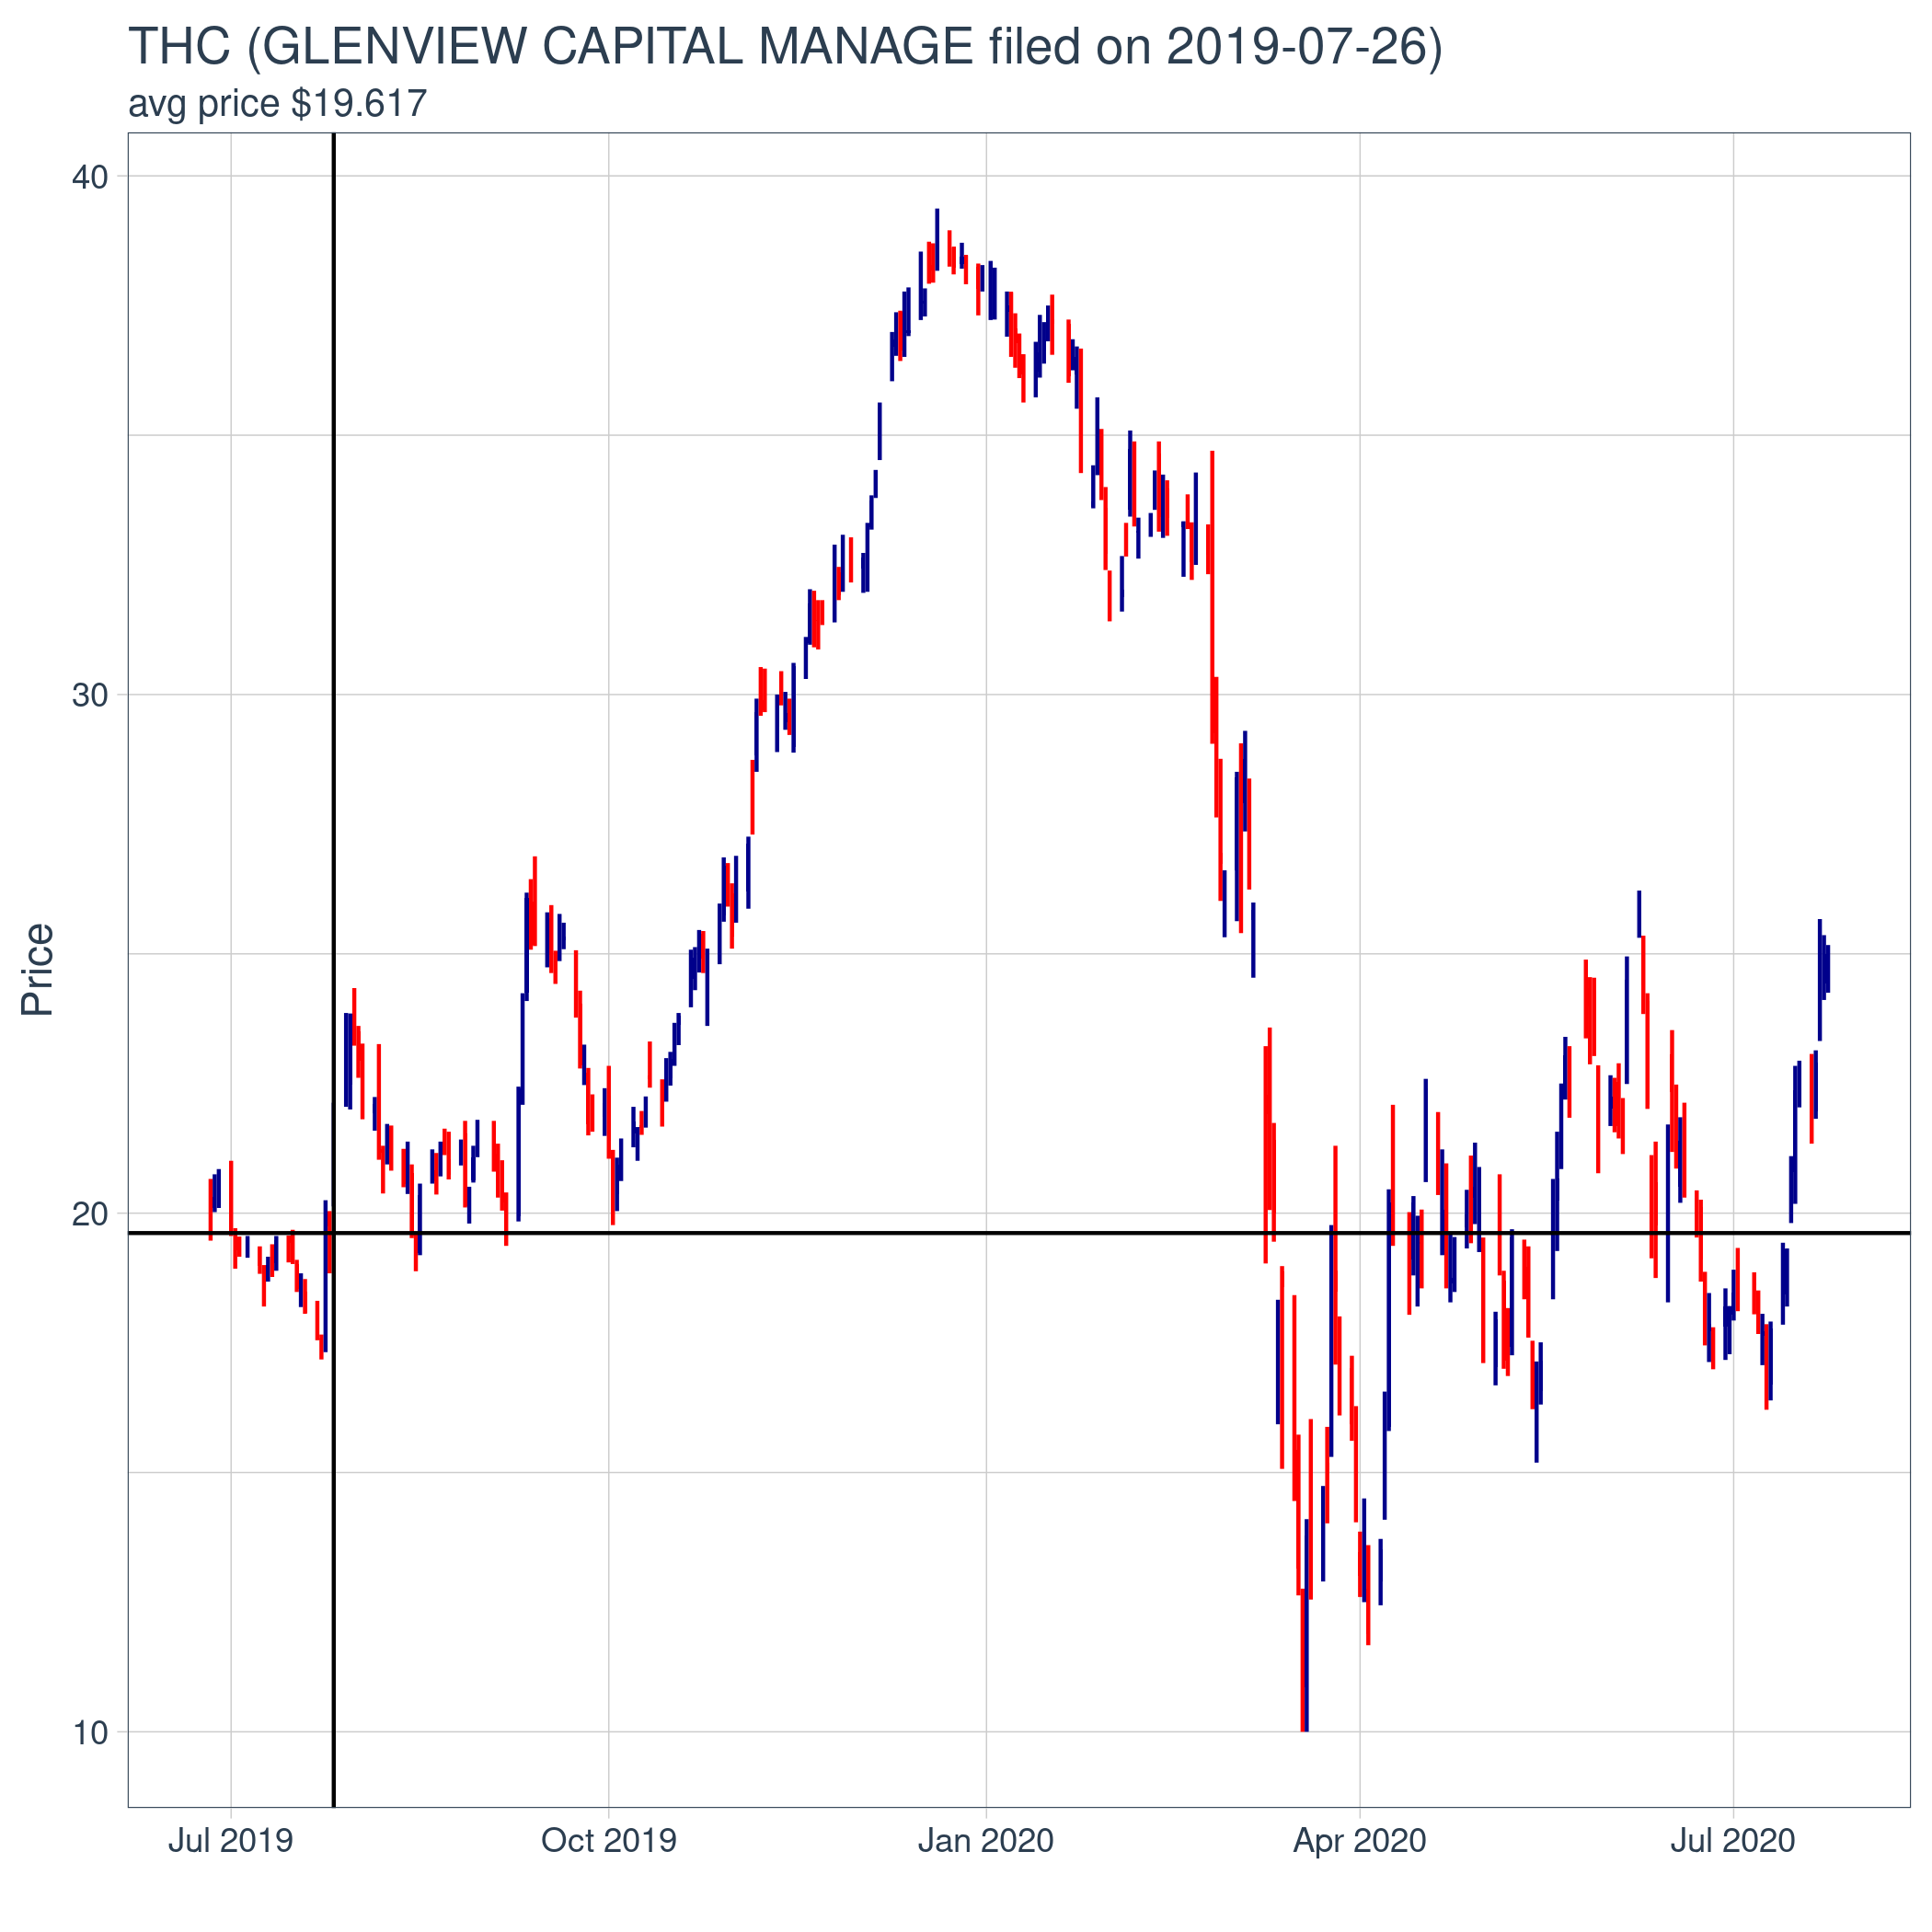 THC (GLENVIEW CAPITAL MANAGE filed on 2019-07-26)
avg price $19.617
40
30
20
10
Price
Jul 2019
Oct 2019
Jan 2020
Apr 2020
Jul 2020